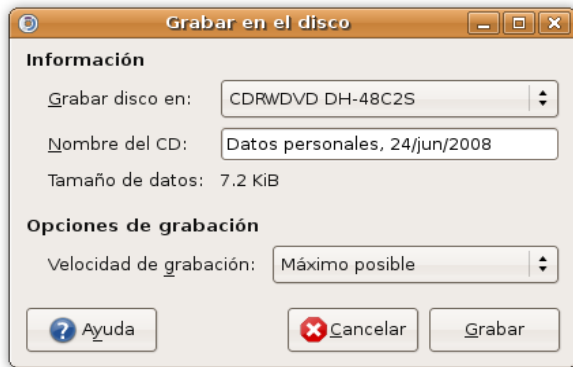 Grabar en el disco
Información
Grabar disco en: CDRWDVD DH-48C2S
Nombre del CD: Datos personales, 24/jun/2008
Tamaño de datos: 7.2 KiB
Opciones de grabación
Velocidad de grabación: Máximo posible
Ayuda Cancelar Grabar